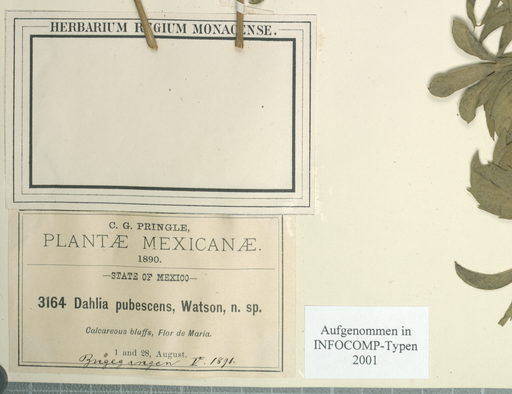 HERBARIUM REGIUM MONACENSE.
C. G. PRINGLE,
PLANTÆ MEXICANÆ.
1890.
—STATE OF MEXICO—
3164 Dahlia pubescens, Watson, n. sp.
Calcareous bluffs, Flor de Maria.
1 and 28, August.
1891.
Aufgenommen in
INFOCOMP-Typen
2001